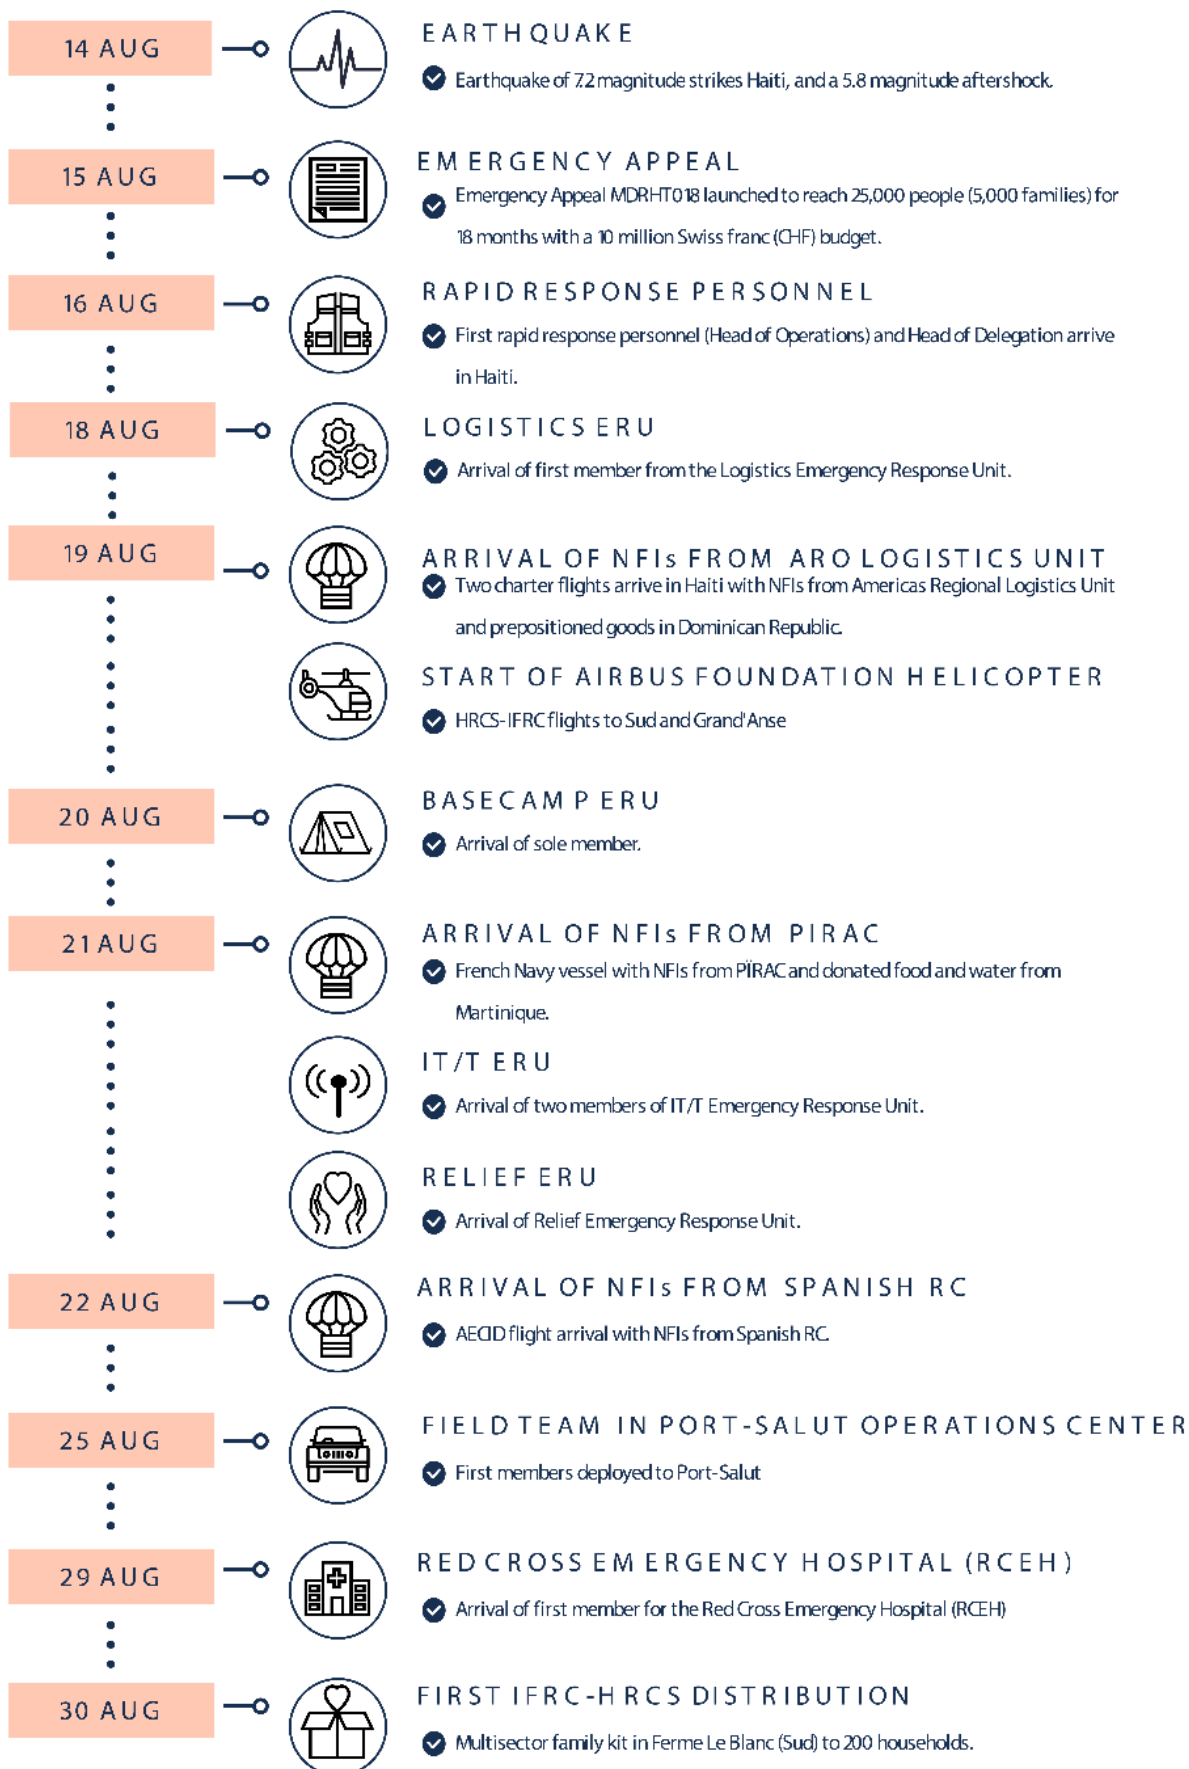 14 AUG
EARTHQUAKE
Earthquake of 7.2 magnitude strikes Haiti, and a 5.8 magnitude aftershock.
15 AUG
EMERGENCY APPEAL
Emergency Appeal MDRHT018 launched to reach 25,000 people (5,000 families) for
18 months with a 10 million Swiss franc (CHF) budget.
16 AUG
RAPID RESPONSE PERSONNEL
First rapid response personnel (Head of Operations) and Head of Delegation arrive
in Haiti.
18 AUG
LOGISTICS ERU
Arrival of first member from the Logistics Emergency Response Unit.
19 AUG
ARRIVAL OF NFIs FROM ARO LOGISTICS UNIT
Two charter flights arrive in Haiti with NFIs from Americas Regional Logistics Unit
and prepositioned goods in Dominican Republic.
START OF AIRBUS FOUNDATION HELICOPTER
HRCS-IFRC flights to Sud and Grand'Anse
20 AUG
BASECAMP ERU
Arrival of sole member.
21 AUG
ARRIVAL OF NFIs FROM PIRAC
French Navy vessel with NFIs from PÏRAC and donated food and water from
Martinique.
IT/T ERU
Arrival of two members of IT/T Emergency Response Unit.
RELIEF ERU
Arrival of Relief Emergency Response Unit.
22 AUG
ARRIVAL OF NFIs FROM SPANISH RC
AECID flight arrival with NFIs from Spanish RC.
25 AUG
FIELD TEAM IN PORT-SALUT OPERATIONS CENTER
First members deployed to Port-Salut
29 AUG
RED CROSS EMERGENCY HOSPITAL (RCEH)
Arrival of first member for the Red Cross Emergency Hospital (RCEH)
30 AUG
FIRST IFRC-HRCS DISTRIBUTION
Multisector family kit in Ferme Le Blanc (Sud) to 200 households.